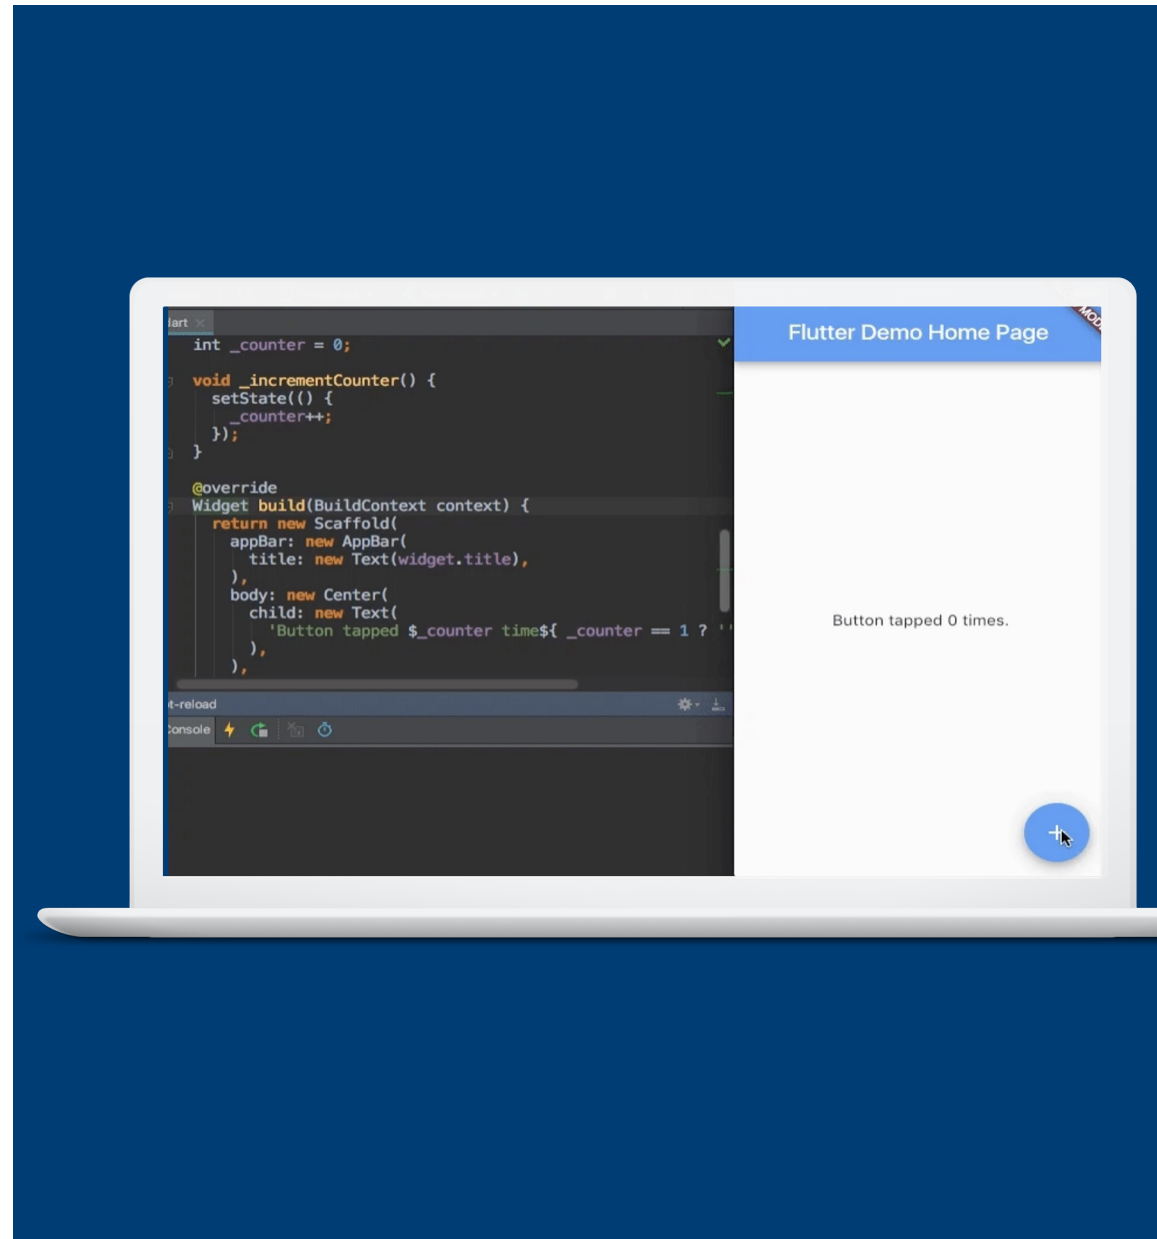 dart
int _counter = 0;
void _incrementCounter() {
setState(() {
_counter++;
});
}
@override
Widget build(BuildContext context) {
return new Scaffold(
appBar: new AppBar(
title: new Text(widget.title),
),
body: new Center(
child: new Text(
'Button tapped $_counter time${ _counter == 1 ? ''
),
),
t-reload
Console
Flutter Demo Home Page
Button tapped 0 times.
+